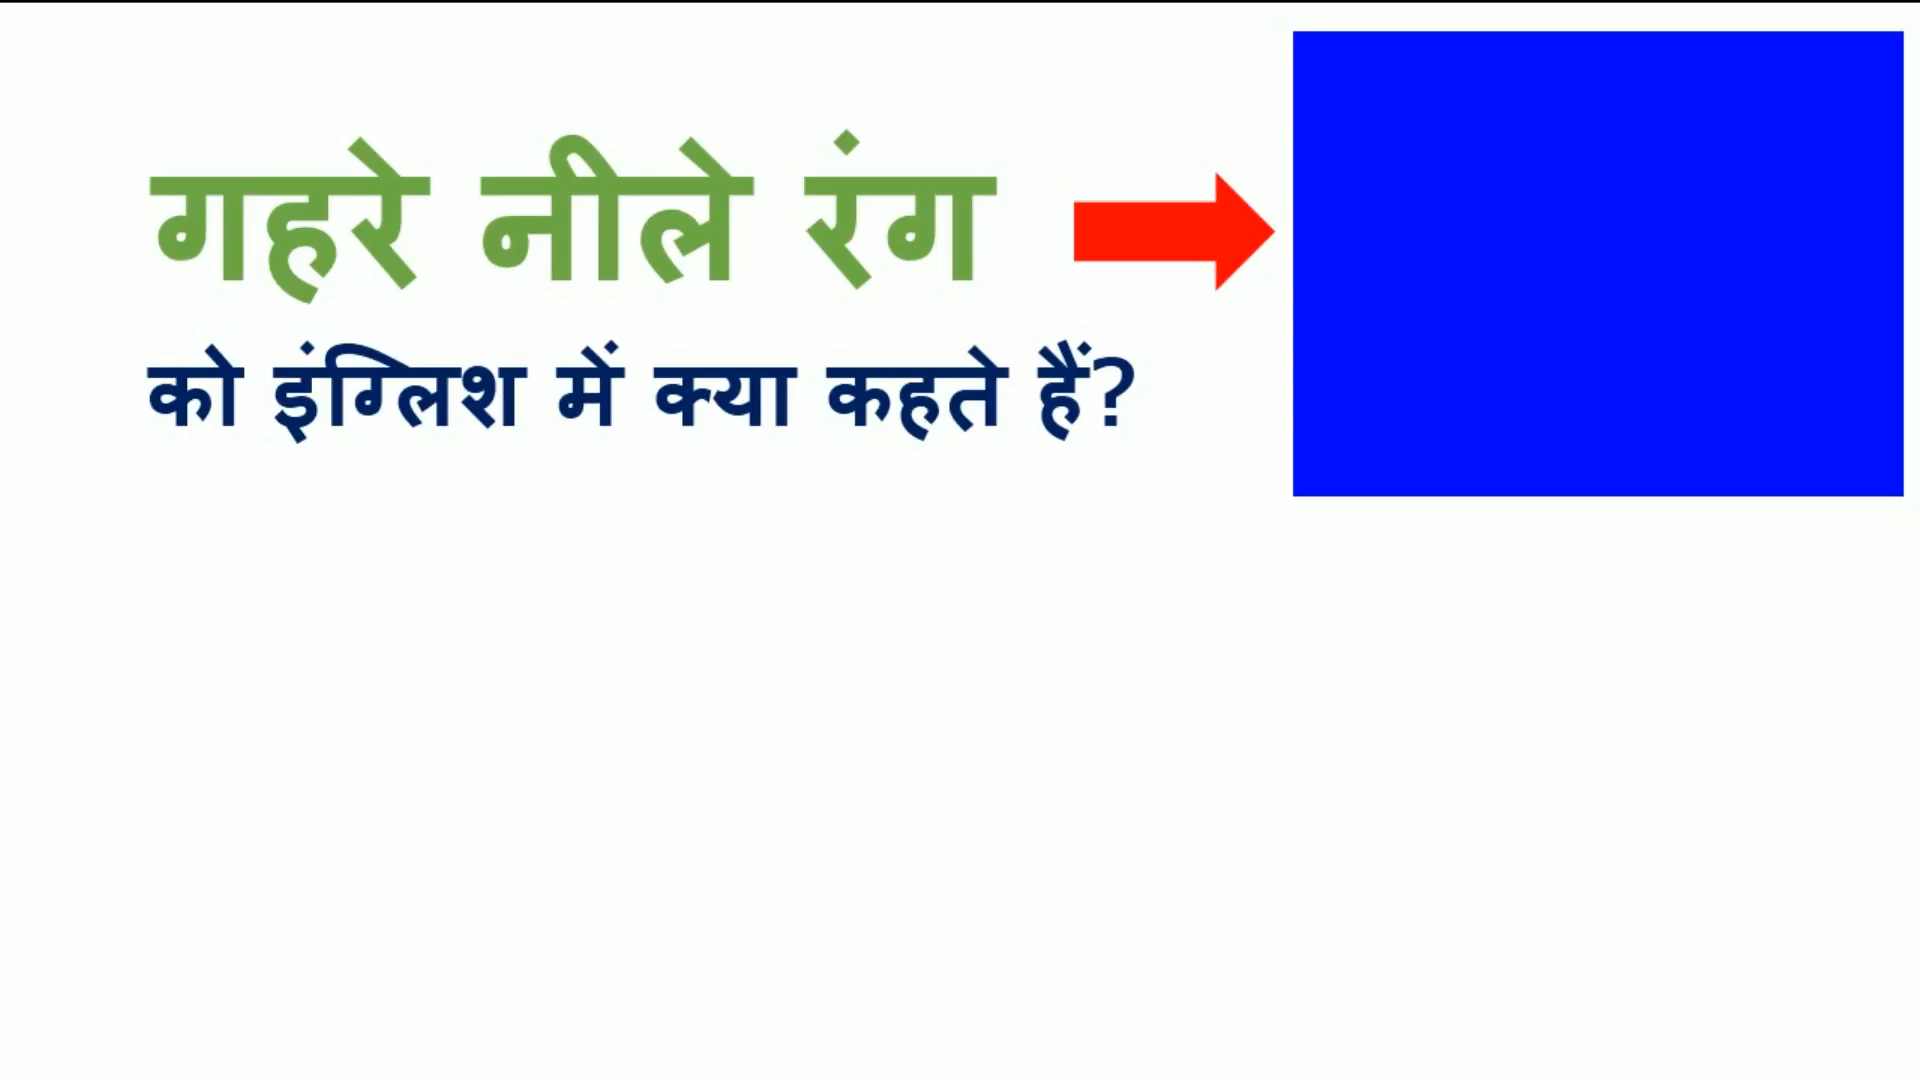 गहरे नीले रंग
को इंग्लिश में क्या कहते हैं?